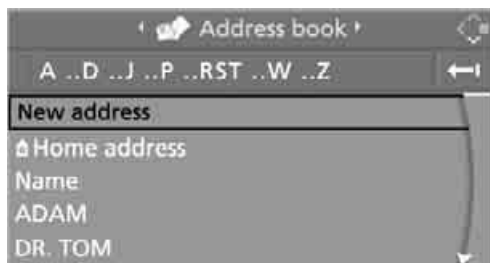 Address book
A ..D ..J ..P ..RST ..W ..Z
New address
Home address
Name
ADAM
DR. TOM